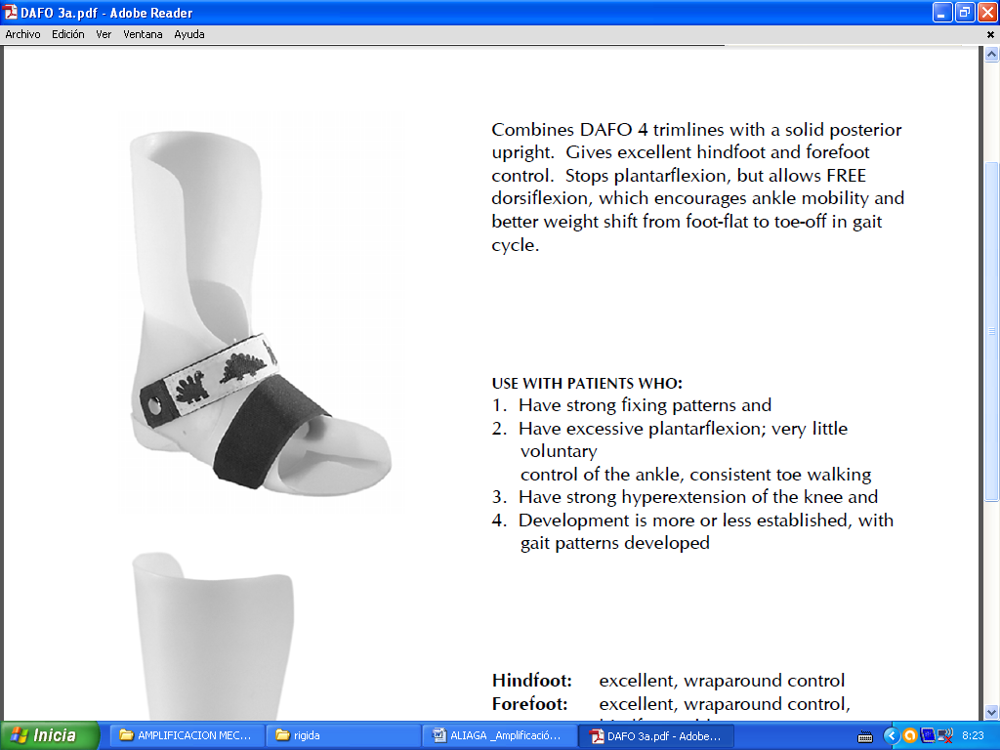 DAFO 3a.pdf - Adobe Reader
Archivo Edición Ver Ventana Ayuda
Combines DAFO 4 trimlines with a solid posterior
upright. Gives excellent hindfoot and forefoot
control. Stops plantarflexion, but allows FREE
dorsiflexion, which encourages ankle mobility and
better weight shift from foot-flat to toe-off in gait
cycle.
USE WITH PATIENTS WHO:
1. Have strong fixing patterns and
2. Have excessive plantarflexion; very little
voluntary
control of the ankle, consistent toe walking
3. Have strong hyperextension of the knee and
4. Development is more or less established, with
gait patterns developed
Hindfoot: excellent, wraparound control
Forefoot: excellent, wraparound control,
Inicia AMPLIFICACION MEC... rigida ALIAGA _Amplificació... DAFO 3a.pdf - Adobe... 8:23